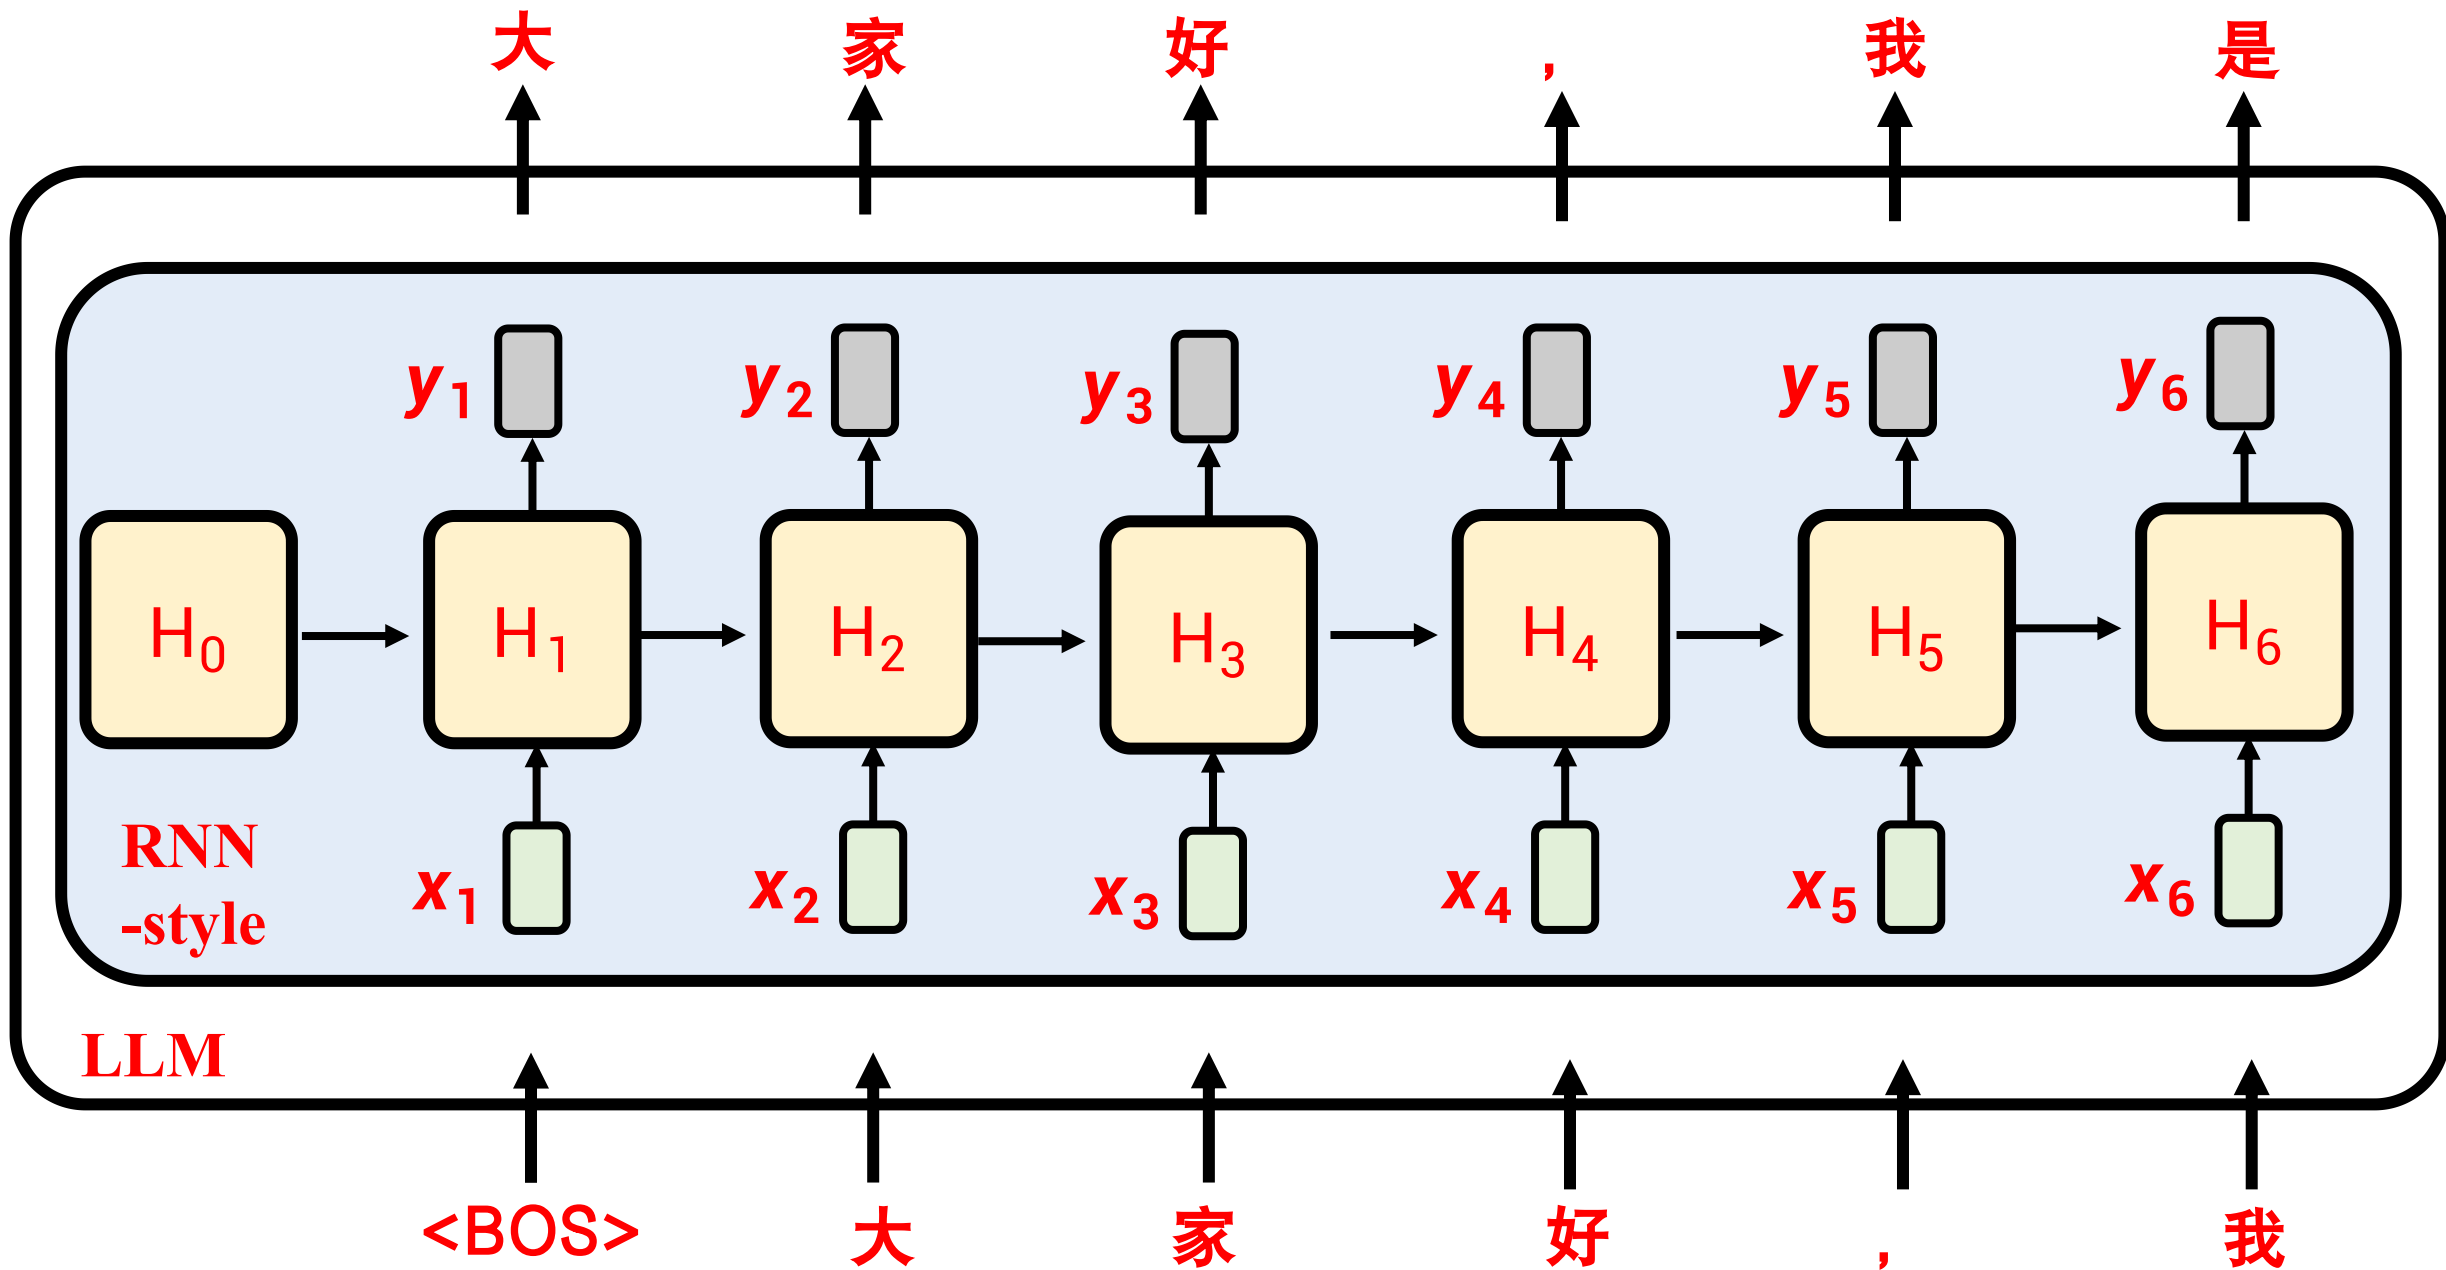 大 家 好 ， 我 是
y1 y2 y3 y4 y5 y6
H0 H1 H2 H3 H4 H5 H6
RNN
-style
x1 x2 x3 x4 x5 x6
LLM
<BOS> 大 家 好 ， 我